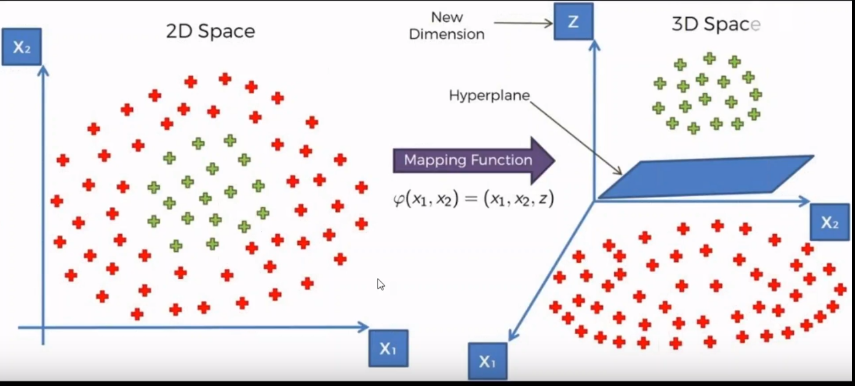 2D Space
X₂
X₁
New
Dimension
Z
3D Space
Hyperplane
Mapping Function
φ(x₁, x₂) = (x₁, x₂, z)
X₂
X₁